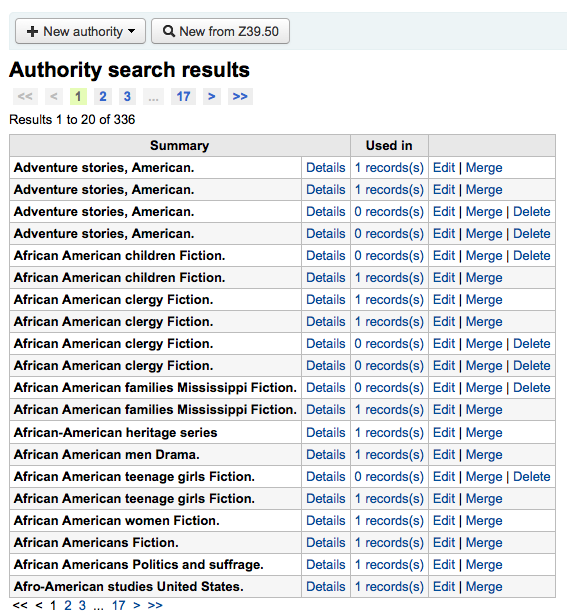 New authority New from Z39.50
Authority search results
<< < 1 2 3 ... 17 > >>
Results 1 to 20 of 336
Summary Used in
Adventure stories, American. Details 1 records(s) Edit | Merge
Adventure stories, American. Details 1 records(s) Edit | Merge
Adventure stories, American. Details 0 records(s) Edit | Merge | Delete
Adventure stories, American. Details 0 records(s) Edit | Merge | Delete
African American children Fiction. Details 0 records(s) Edit | Merge | Delete
African American children Fiction. Details 1 records(s) Edit | Merge
African American clergy Fiction. Details 1 records(s) Edit | Merge
African American clergy Fiction. Details 1 records(s) Edit | Merge
African American clergy Fiction. Details 0 records(s) Edit | Merge | Delete
African American clergy Fiction. Details 0 records(s) Edit | Merge | Delete
African American families Mississippi Fiction. Details 0 records(s) Edit | Merge | Delete
African American families Mississippi Fiction. Details 1 records(s) Edit | Merge
African-American heritage series Details 1 records(s) Edit | Merge
African American men Drama. Details 1 records(s) Edit | Merge
African American teenage girls Fiction. Details 0 records(s) Edit | Merge | Delete
African American teenage girls Fiction. Details 1 records(s) Edit | Merge
African American women Fiction. Details 1 records(s) Edit | Merge
African Americans Fiction. Details 1 records(s) Edit | Merge
African Americans Politics and suffrage. Details 1 records(s) Edit | Merge
Afro-American studies United States. Details 1 records(s) Edit | Merge
<< < 1 2 3 ... 17 > >>